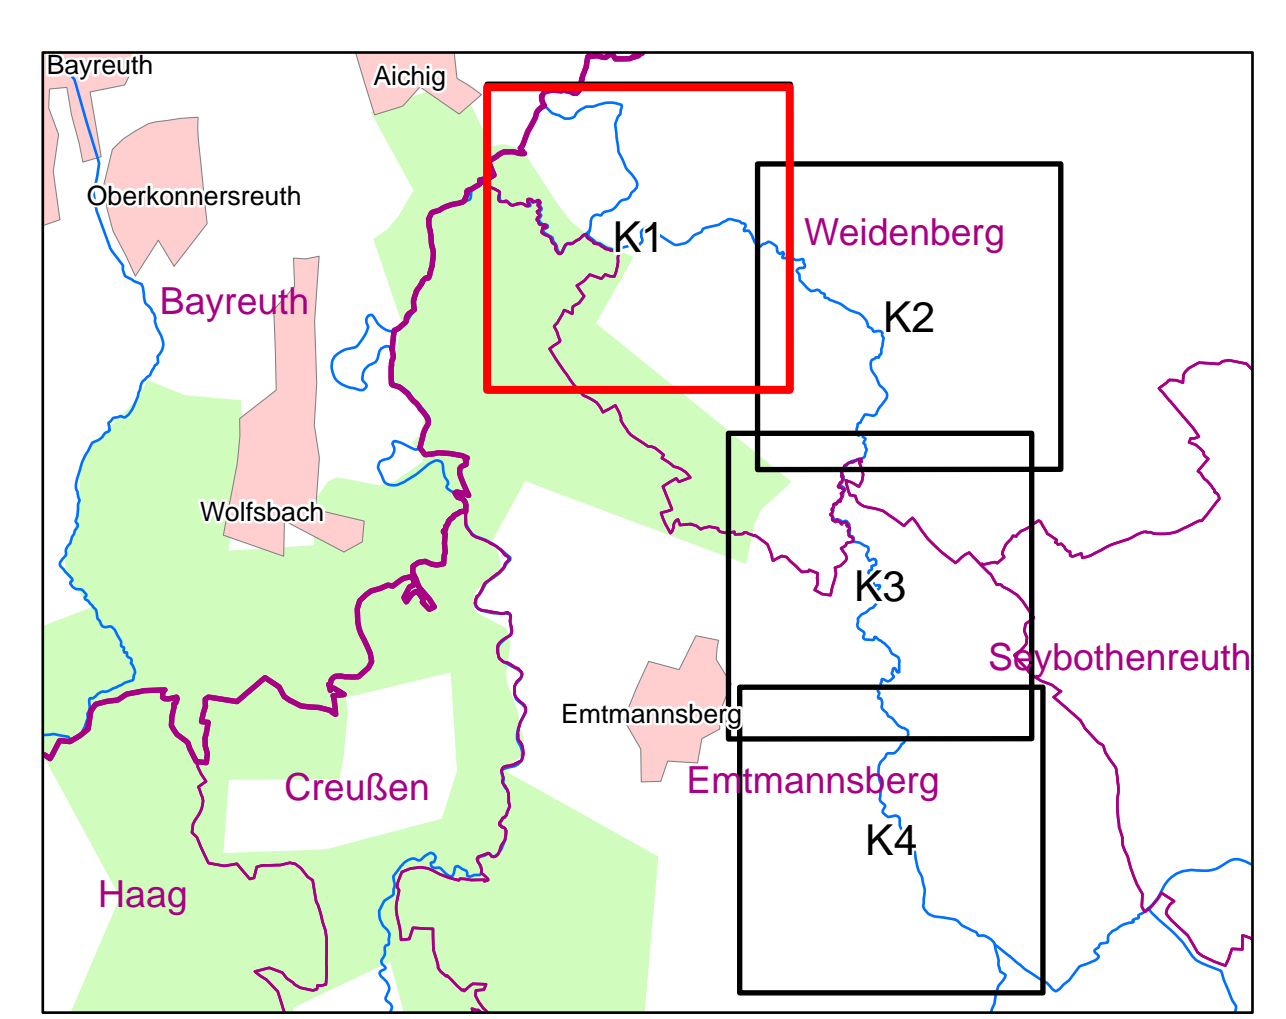 Bayreuth
Aichig
Oberkonnersreuth
K1
Weidenberg
Bayreuth
K2
Wolfsbach
K3
Seybothenreuth
Emtmannsberg
Emtmannsberg
Creußen
K4
Haag